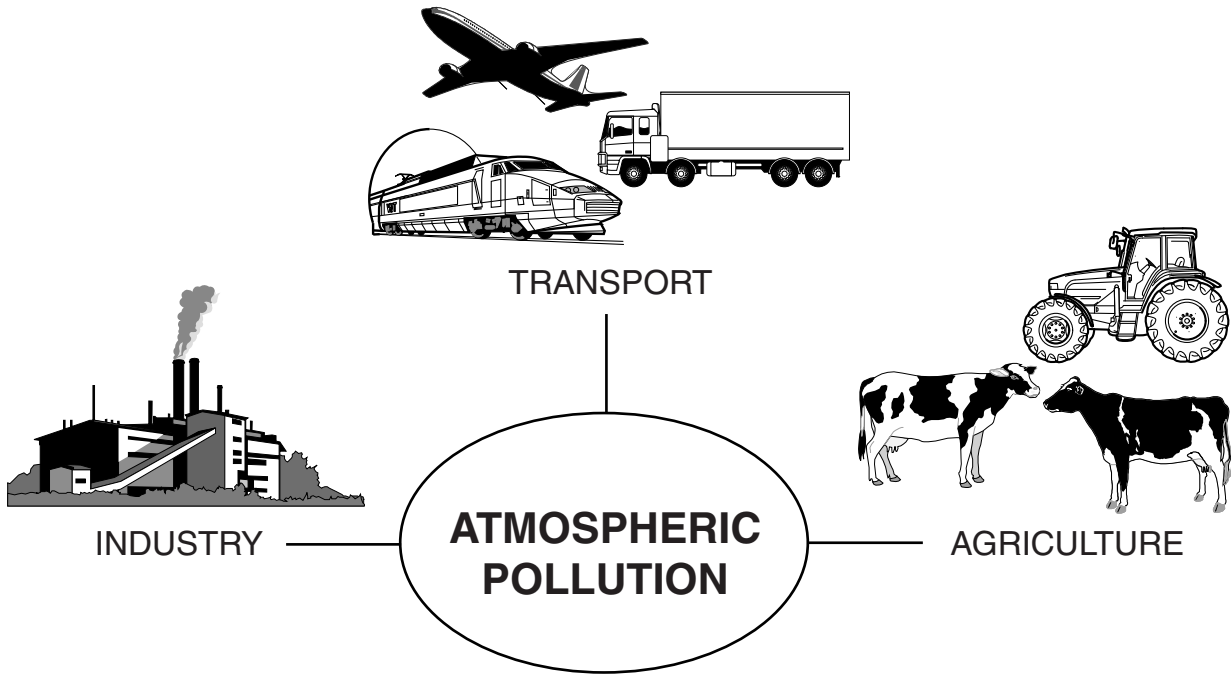 TRANSPORT
INDUSTRY
ATMOSPHERIC
POLLUTION
AGRICULTURE